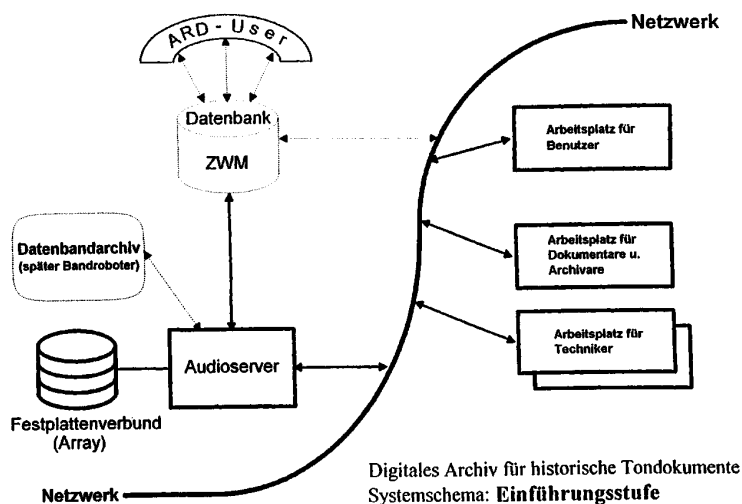 ARD-User
Netzwerk
Datenbank
ZWM
Arbeitsplatz für
Benutzer
Datenbandarchiv
(später Bandroboter)
Arbeitsplatz für
Dokumentare u.
Archivare
Audioserver
Arbeitsplatz für
Techniker
Festplattenverbund
(Array)
Netzwerk
Digitales Archiv für historische Tondokumente
Systemschema: Einführungsstufe